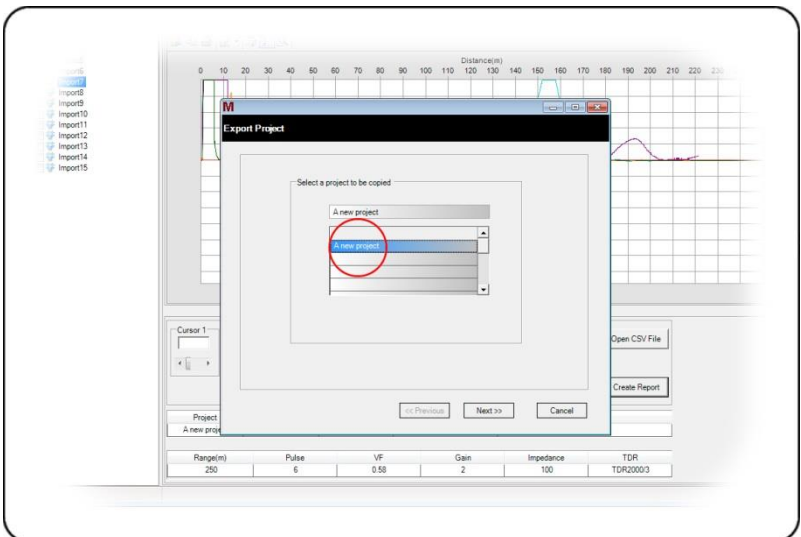 Distance(m)
0 10 20 30 40 50 60 70 80 90 100 110 120 130 140 150 160 170 180 190 200 210 220 230
Import7
Import8
Import9
Import10
Import11
Import12
Import13
Import14
Import15
M
Export Project
Select a project to be copied
A new project
A new project
Cursor 1
Open CSV File
Create Report
<< Previous Next >> Cancel
Project
A new proje
Range(m) Pulse VF Gain Impedance TDR
250 6 0.58 2 100 TDR2000/3